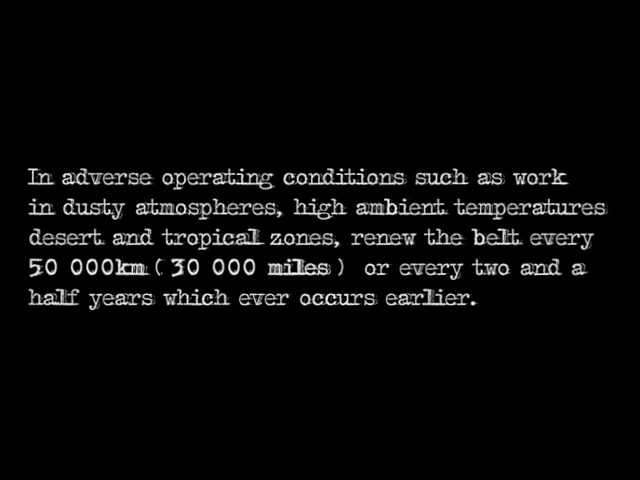 In adverse operating conditions such as work
in dusty atmospheres, high ambient temperatures
desert and tropical zones, renew the belt every
50 000km (30 000 miles) or every two and a
half years which ever occurs earlier.